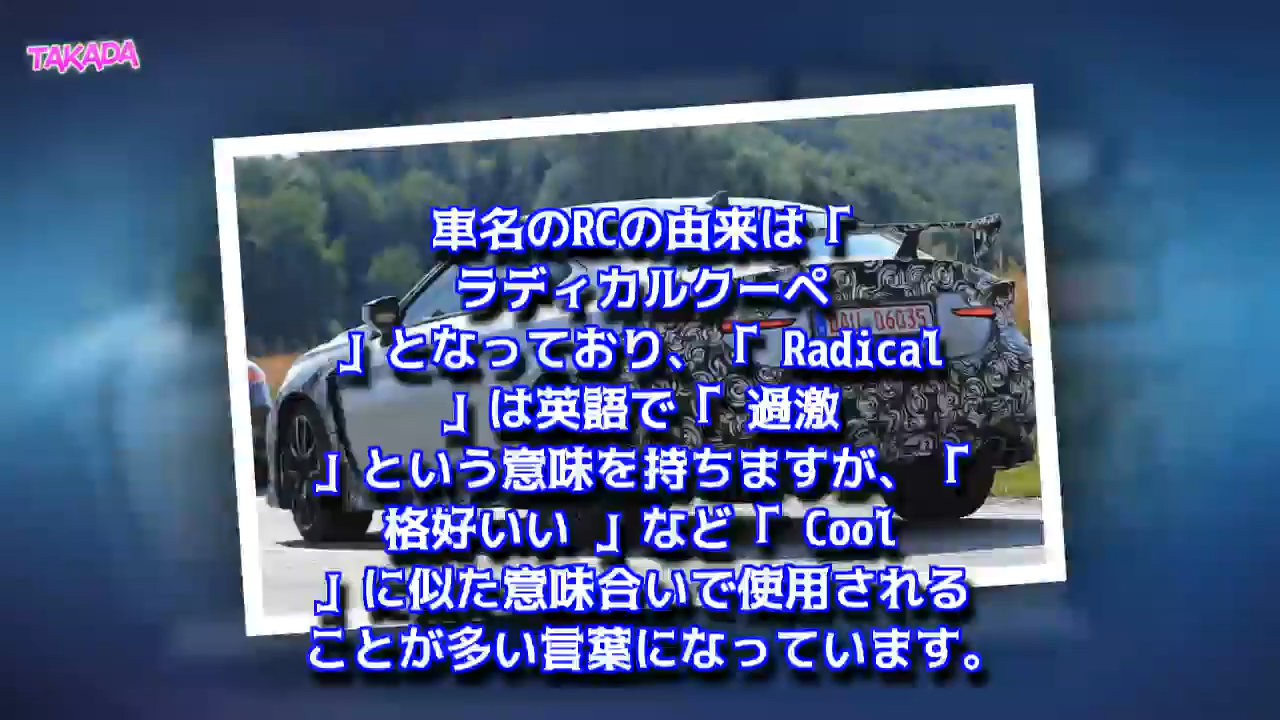 TAKADA
車名のRCの由来は「
ラディカルクーペ
」となっており、「 Radical
」は英語で「 過激
」という意味を持ちますが、「
格好いい 」など「 Cool
」に似た意味合いで使用される
ことが多い言葉になっています。
06035